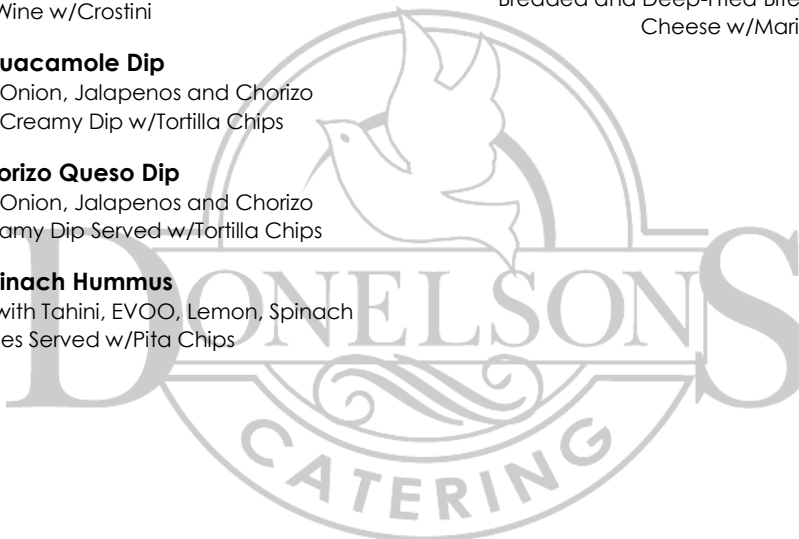 Wine w/Crostini
uacamole Dip
Onion, Jalapenos and Chorizo
Creamy Dip w/Tortilla Chips
orizo Queso Dip
Onion, Jalapenos and Chorizo
amy Dip Served w/Tortilla Chips
inach Hummus
with Tahini, EVOO, Lemon, Spinach
es Served w/Pita Chips
Breaded and Deep-Fried Bite
Cheese w/Mari
DONELSONS
CATERING